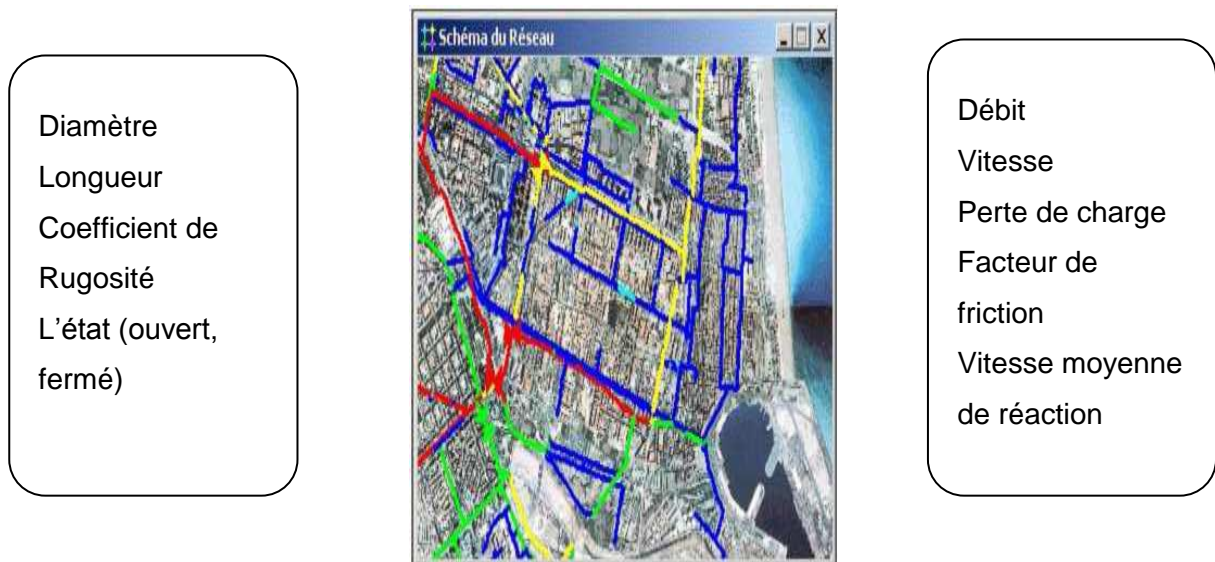 Diamètre
Longueur
Coefficient de
Rugosité
L'état (ouvert,
fermé)
Schéma du Réseau
Débit
Vitesse
Perte de charge
Facteur de
friction
Vitesse moyenne
de réaction